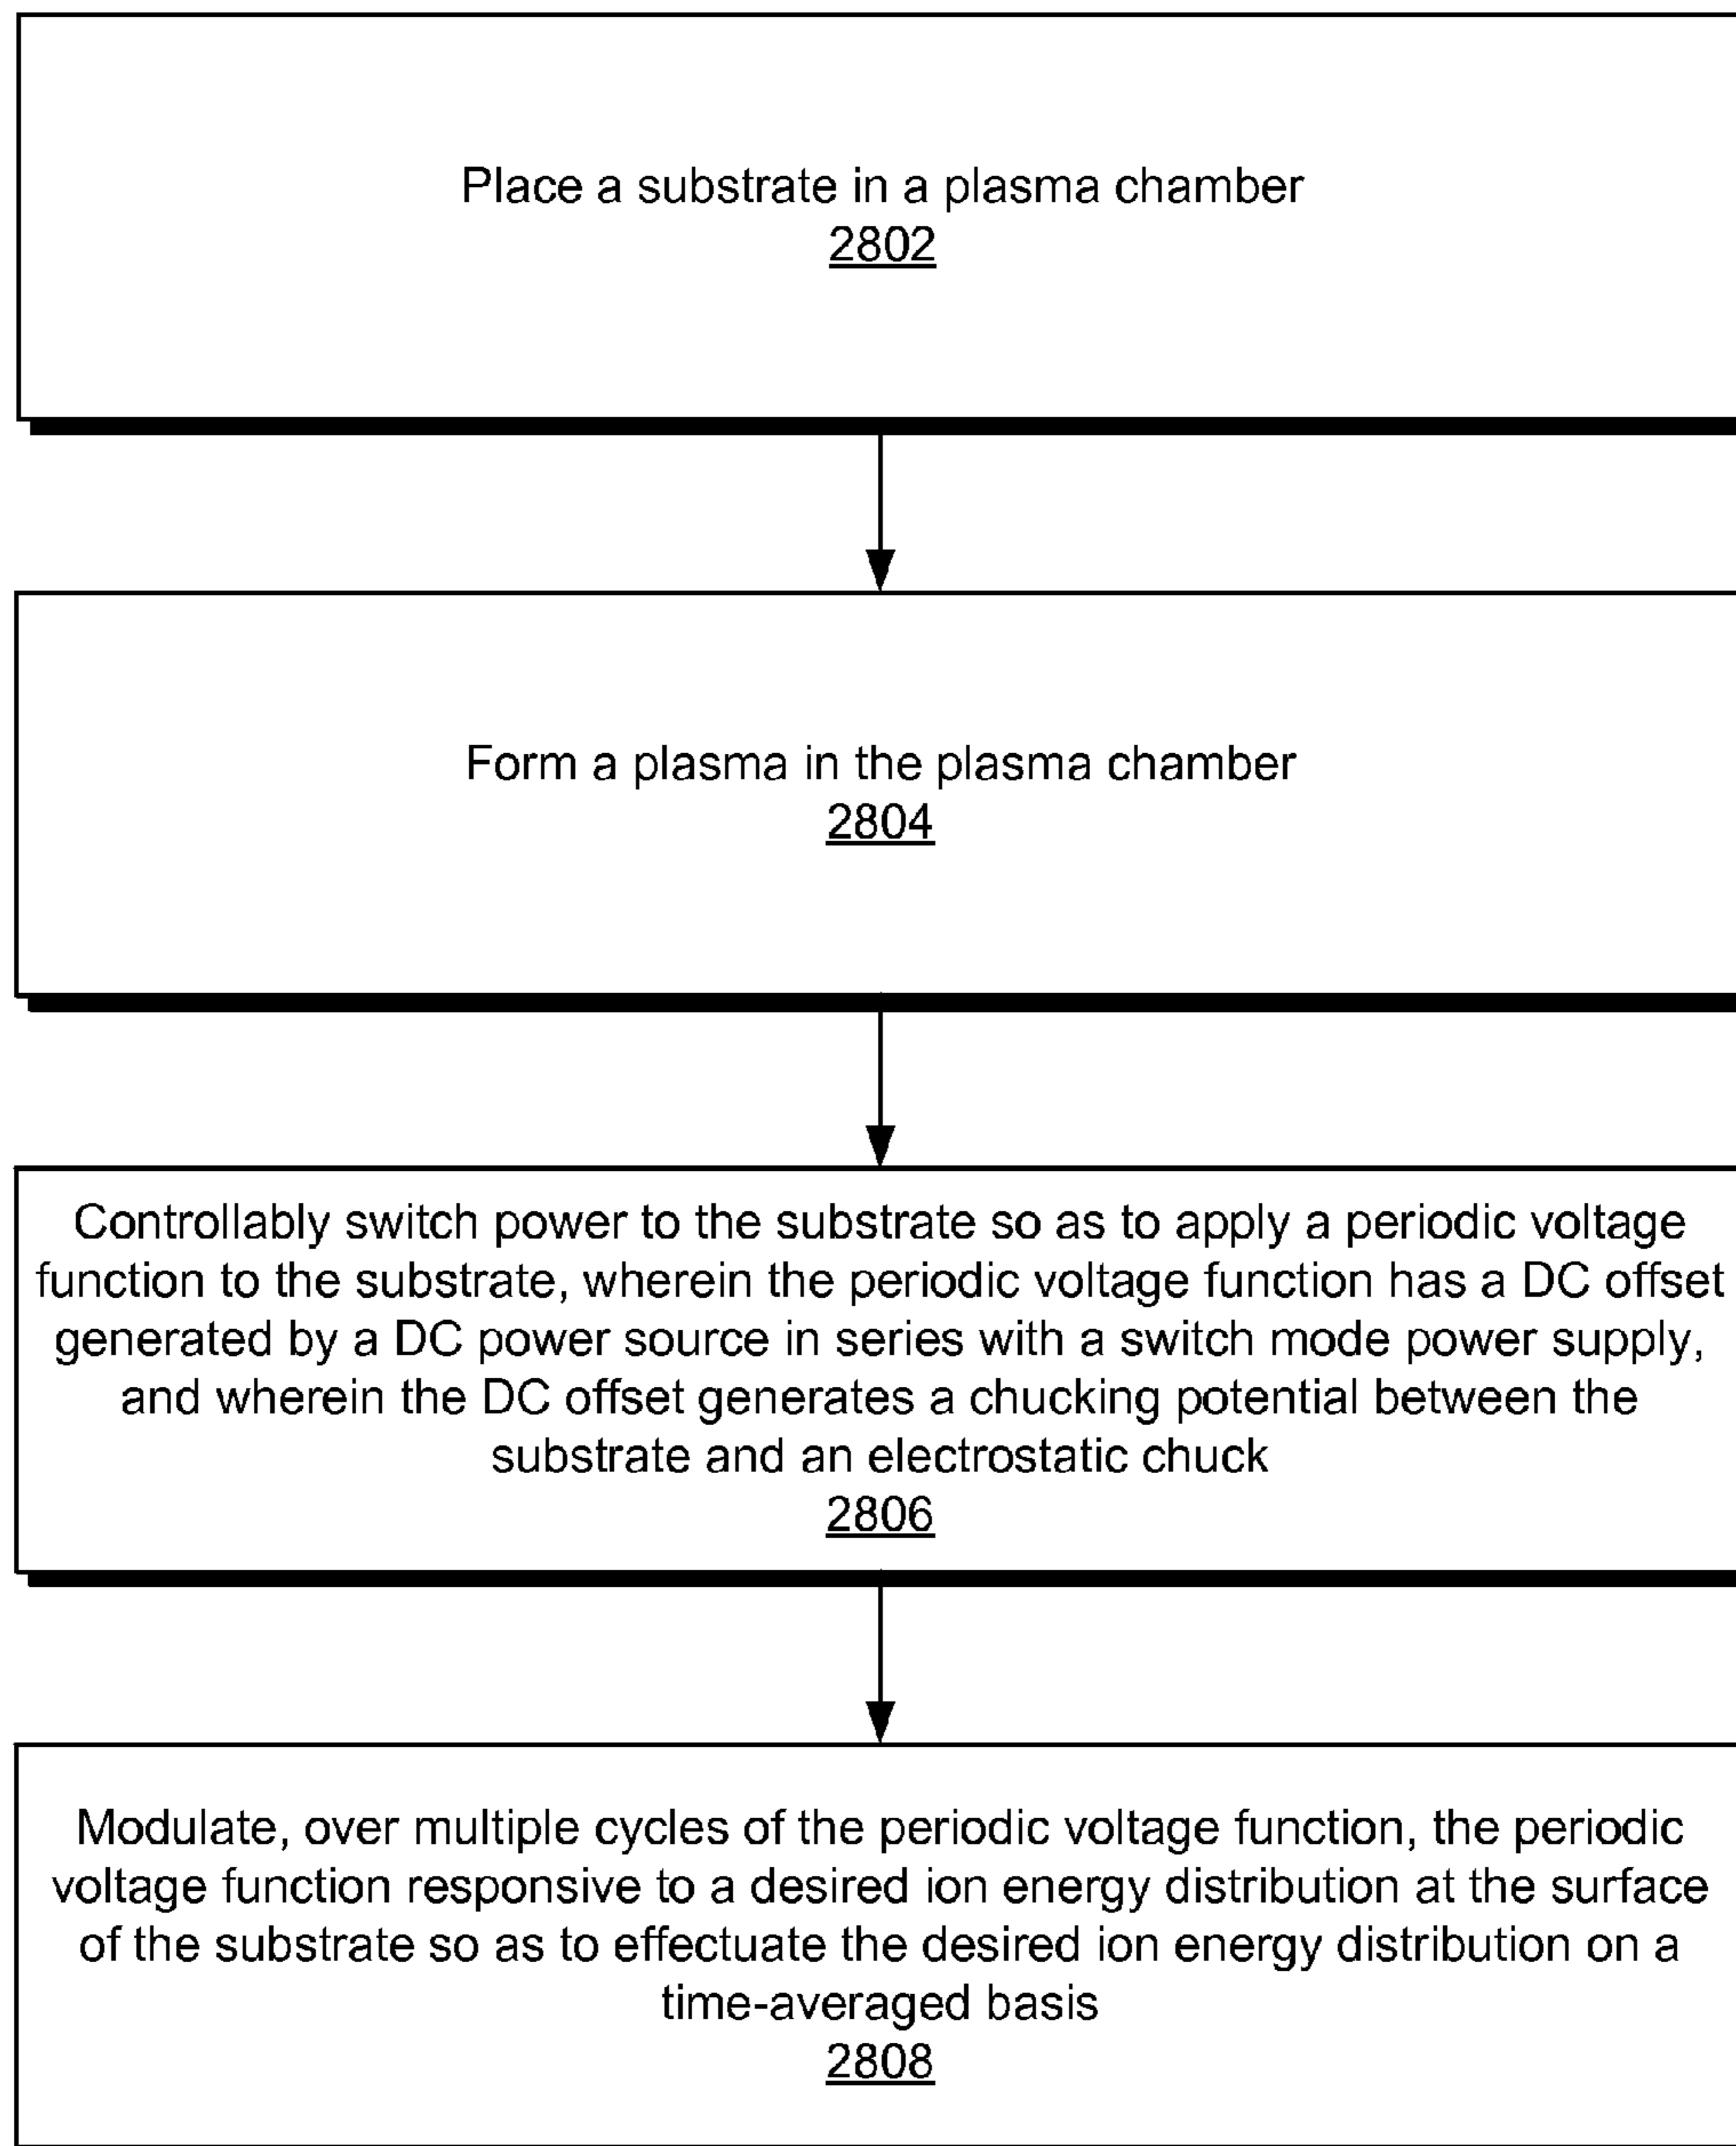 Place a substrate in a plasma chamber
2802
Form a plasma in the plasma chamber
2804
Controllably switch power to the substrate so as to apply a periodic voltage
function to the substrate, wherein the periodic voltage function has a DC offset
generated by a DC power source in series with a switch mode power supply,
and wherein the DC offset generates a chucking potential between the
substrate and an electrostatic chuck
2806
Modulate, over multiple cycles of the periodic voltage function, the periodic
voltage function responsive to a desired ion energy distribution at the surface
of the substrate so as to effectuate the desired ion energy distribution on a
time-averaged basis
2808